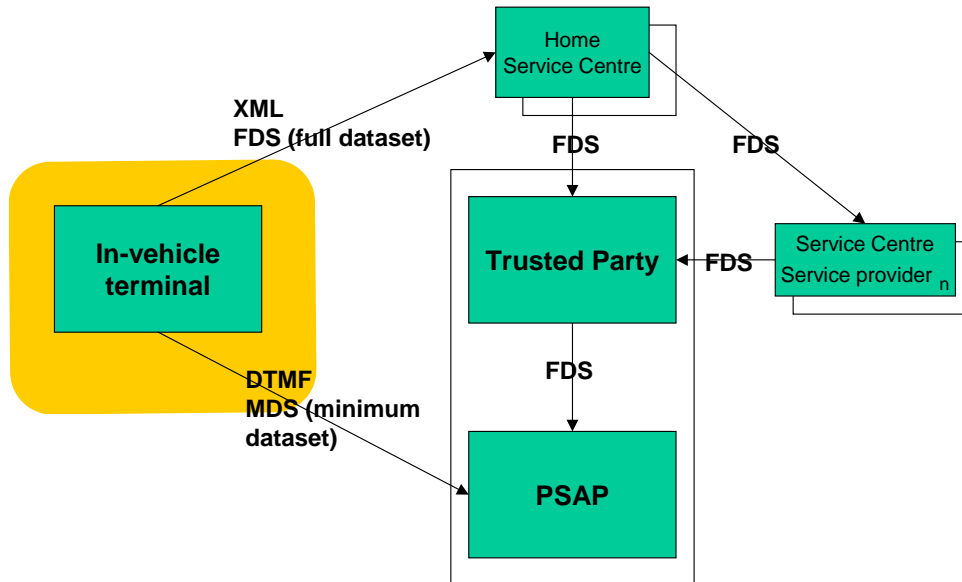 Home
Service Centre
XML
FDS (full dataset)
FDS
FDS
In-vehicle
terminal
Trusted Party
FDS
Service Centre
Service provider n
DTMF
MDS (minimum
dataset)
FDS
PSAP